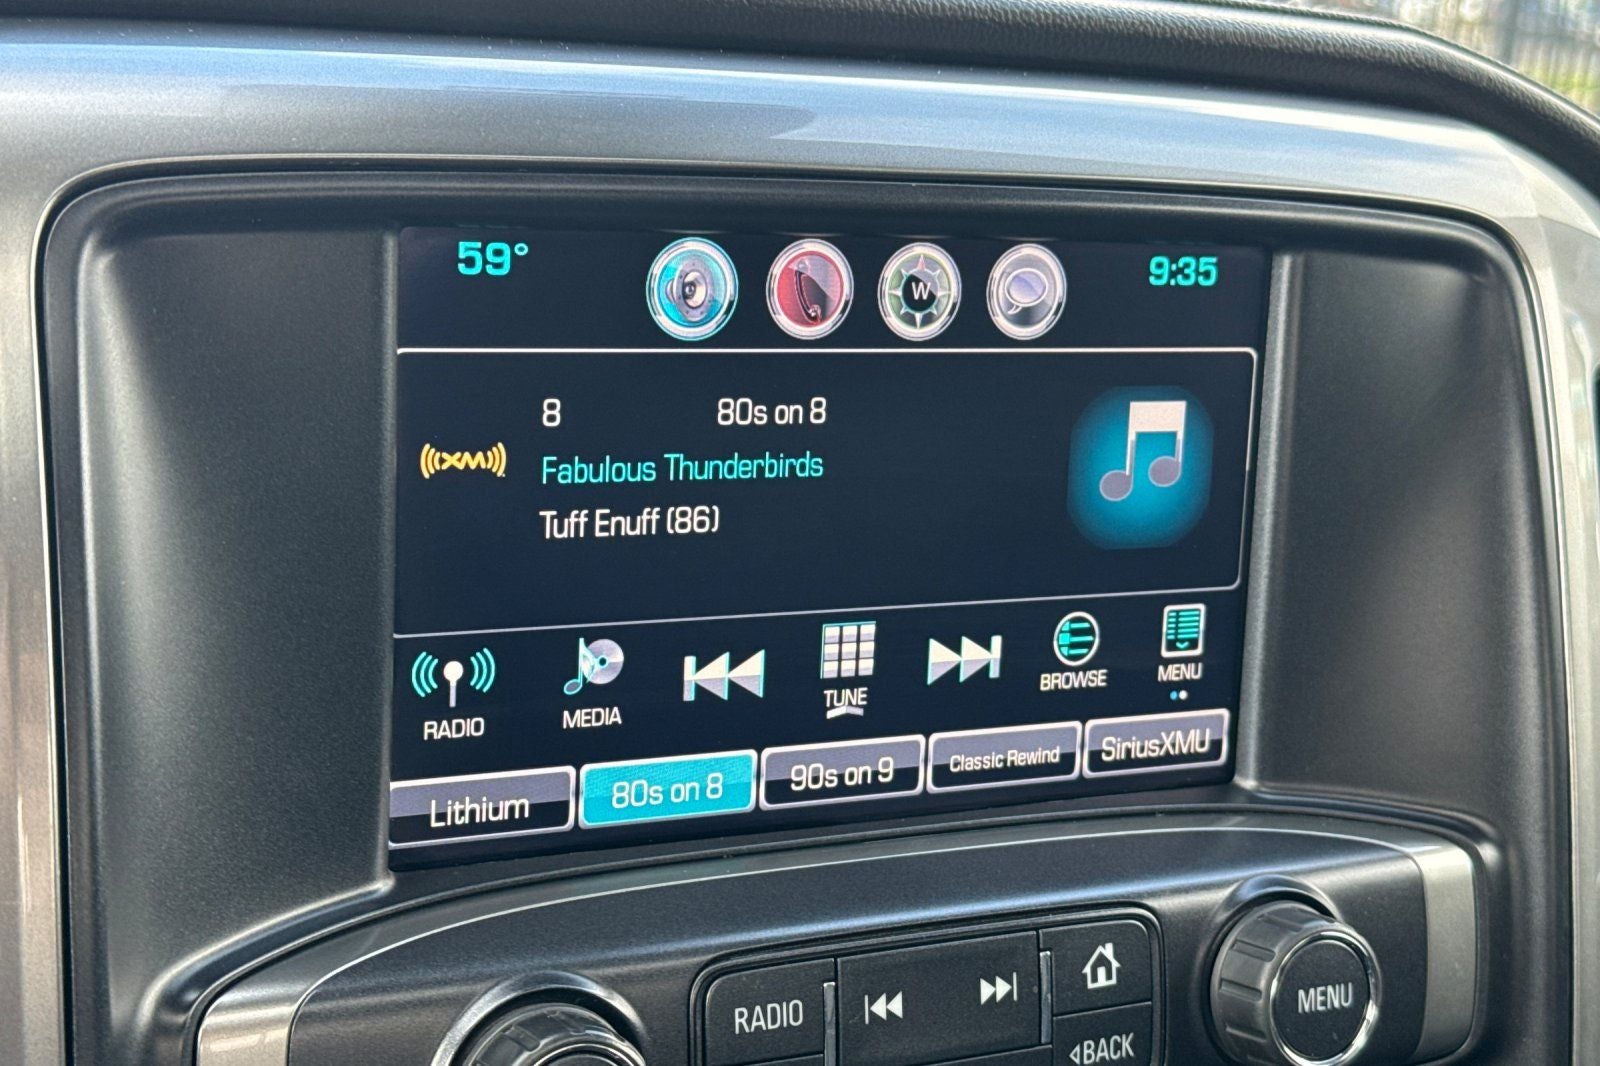 59°
W
9:35
8 80s on 8
XM
Fabulous Thunderbirds
Tuff Enuff (86)
RADIO
MEDIA
TUNE
BROWSE
MENU
Lithium
80s on 8
90s on 9
Classic Rewind
SiriusXMU
RADIO
MENU
BACK